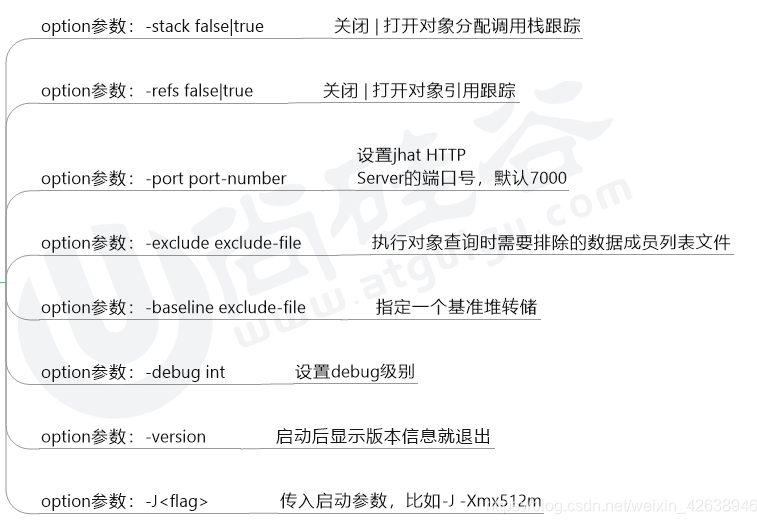 option参数：-stack false|true 关闭 | 打开对象分配调用栈跟踪
option参数：-refs false|true 关闭 | 打开对象引用跟踪
设置jhat HTTP
option参数：-port port-number Server的端口号，默认7000
option参数：-exclude exclude-file 执行对象查询时需要排除的数据成员列表文件
option参数：-baseline exclude-file 指定一个基准堆转储
option参数：-debug int 设置debug级别
option参数：-version 启动后显示版本信息就退出
option参数：-J<flag> 传入启动参数，比如-J -Xmx512m
尚硅谷
www.atguigu.com
https://blog.csdn.net/weixin_42638946